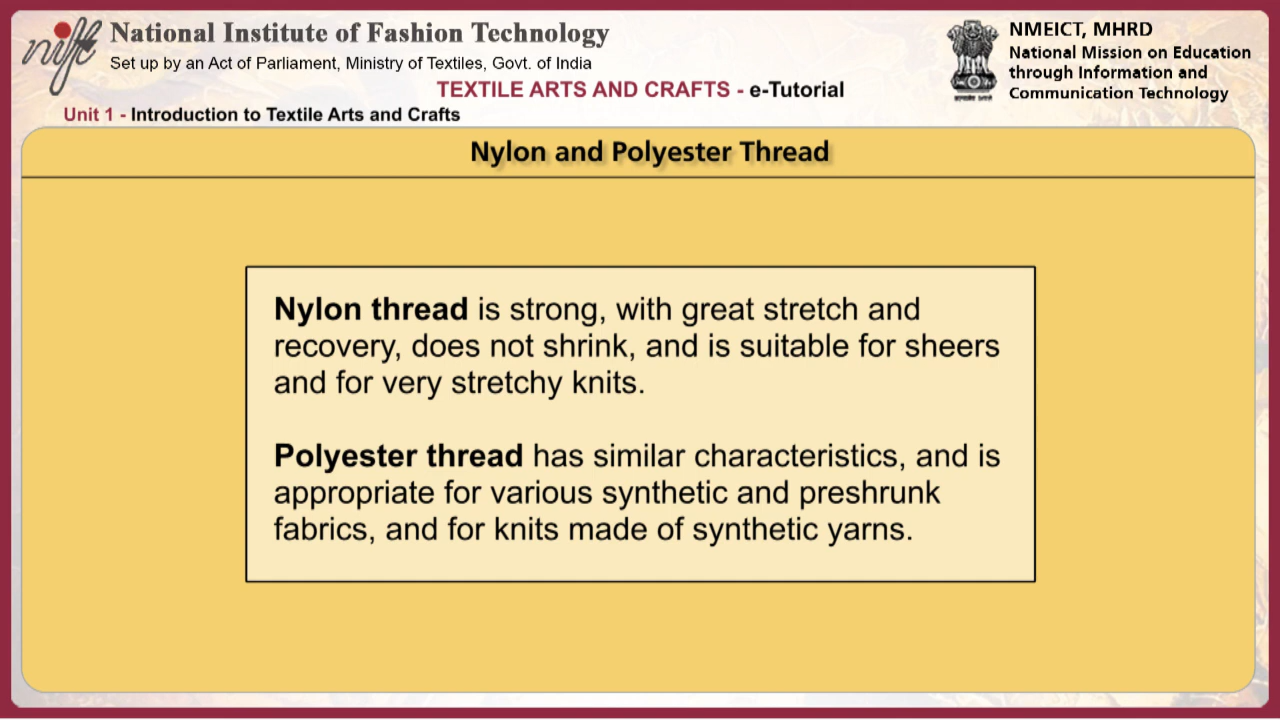 nift
National Institute of Fashion Technology
Set up by an Act of Parliament, Ministry of Textiles, Govt. of India
NMEICT, MHRD
National Mission on Education
through Information and
Communication Technology
TEXTILE ARTS AND CRAFTS - e-Tutorial
Unit 1 - Introduction to Textile Arts and Crafts
Nylon and Polyester Thread
Nylon thread is strong, with great stretch and
recovery, does not shrink, and is suitable for sheers
and for very stretchy knits.
Polyester thread has similar characteristics, and is
appropriate for various synthetic and preshrunk
fabrics, and for knits made of synthetic yarns.